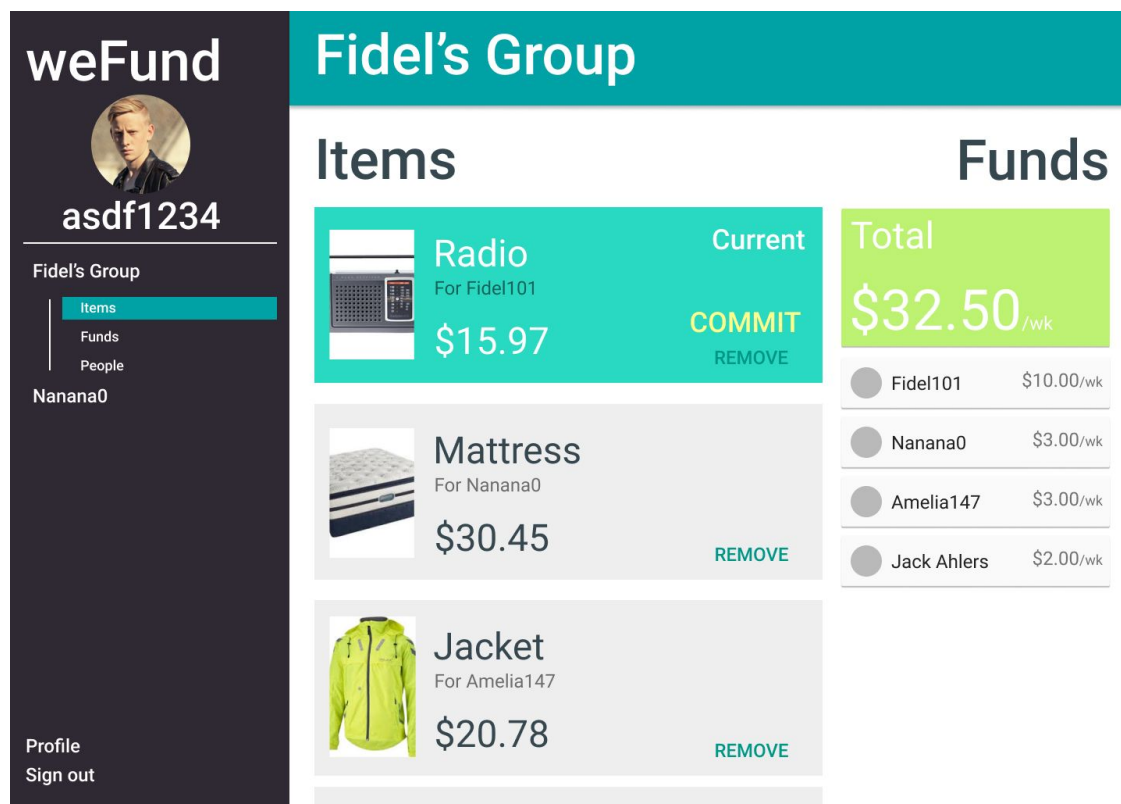 weFund
asdf1234
Fidel's Group
Items
Funds
People
Nanana0
Profile
Sign out
Fidel’s Group
Items
Radio
For Fidel101
$15.97
Current
COMMIT
REMOVE
Mattress
For Nanana0
$30.45
REMOVE
Jacket
For Amelia147
$20.78
REMOVE
Funds
Total
$32.50/wk
Fidel101 $10.00/wk
Nanana0 $3.00/wk
Amelia147 $3.00/wk
Jack Ahlers $2.00/wk